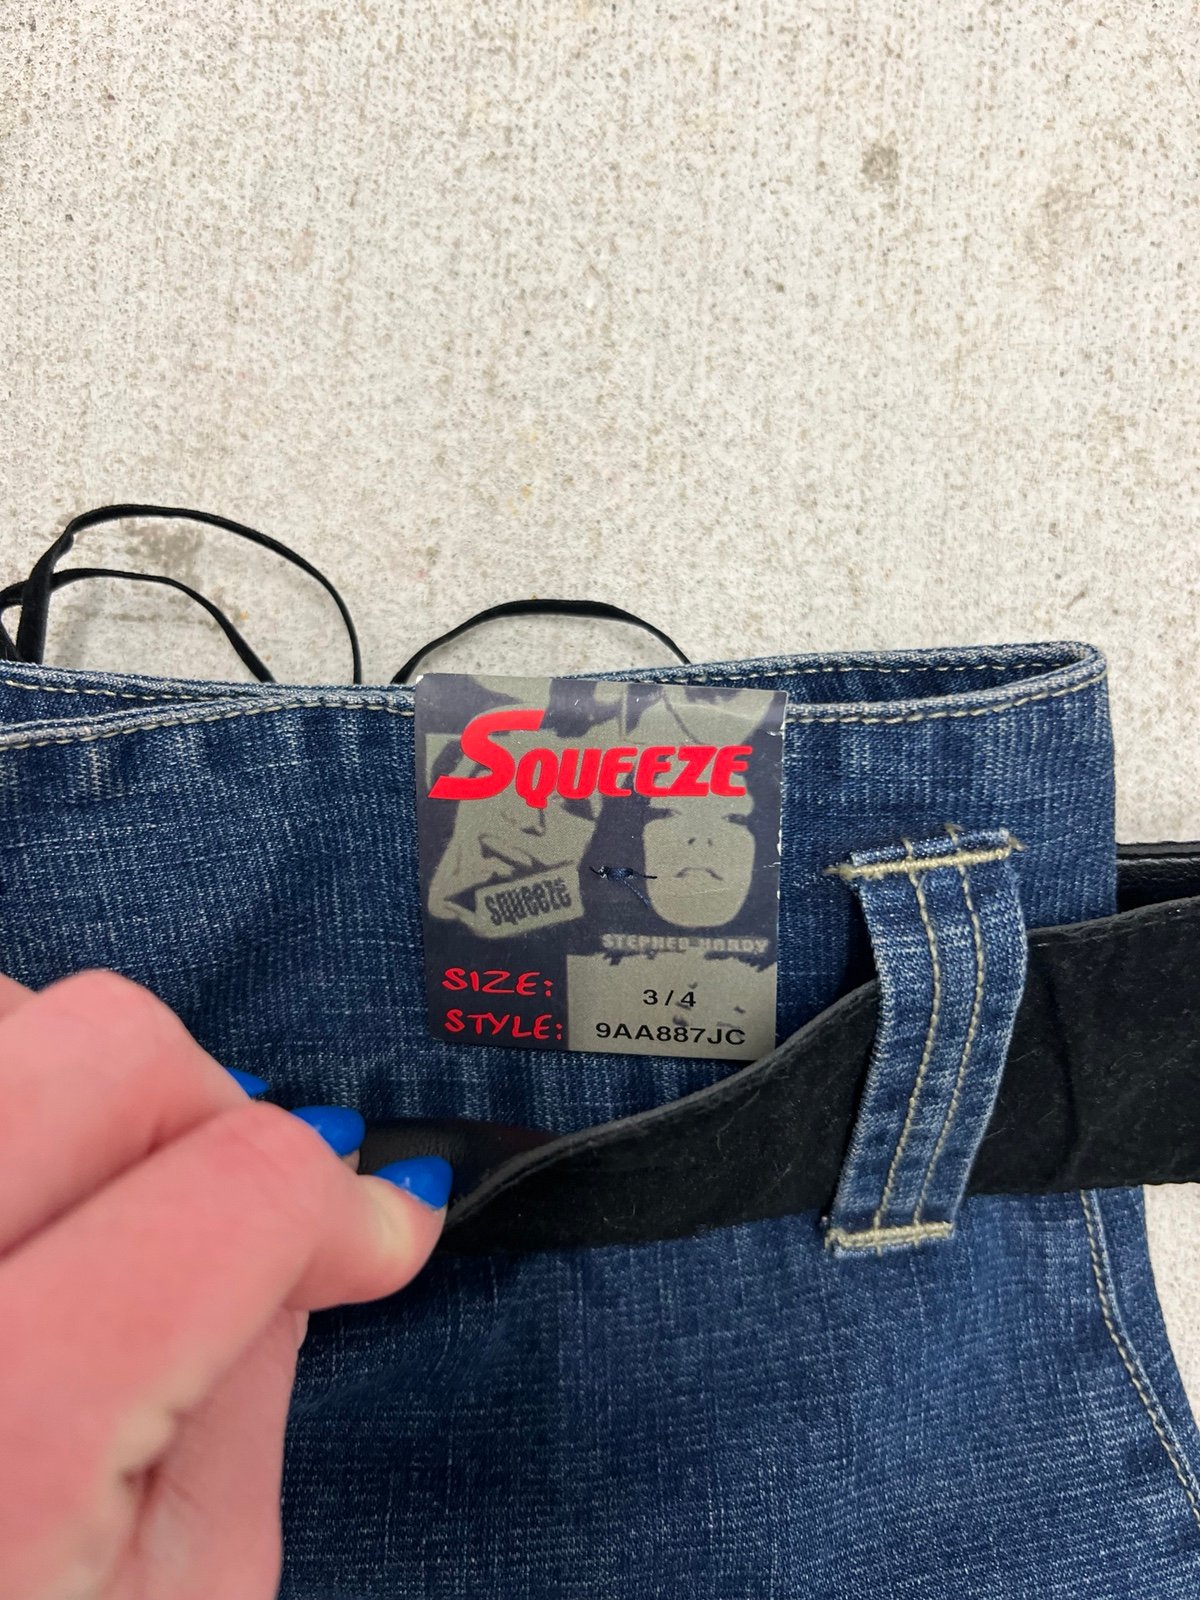 SQUEEZE
squeeze
STEPHEN HARDY
SIZE: 3/4
STYLE: 9AA887JC